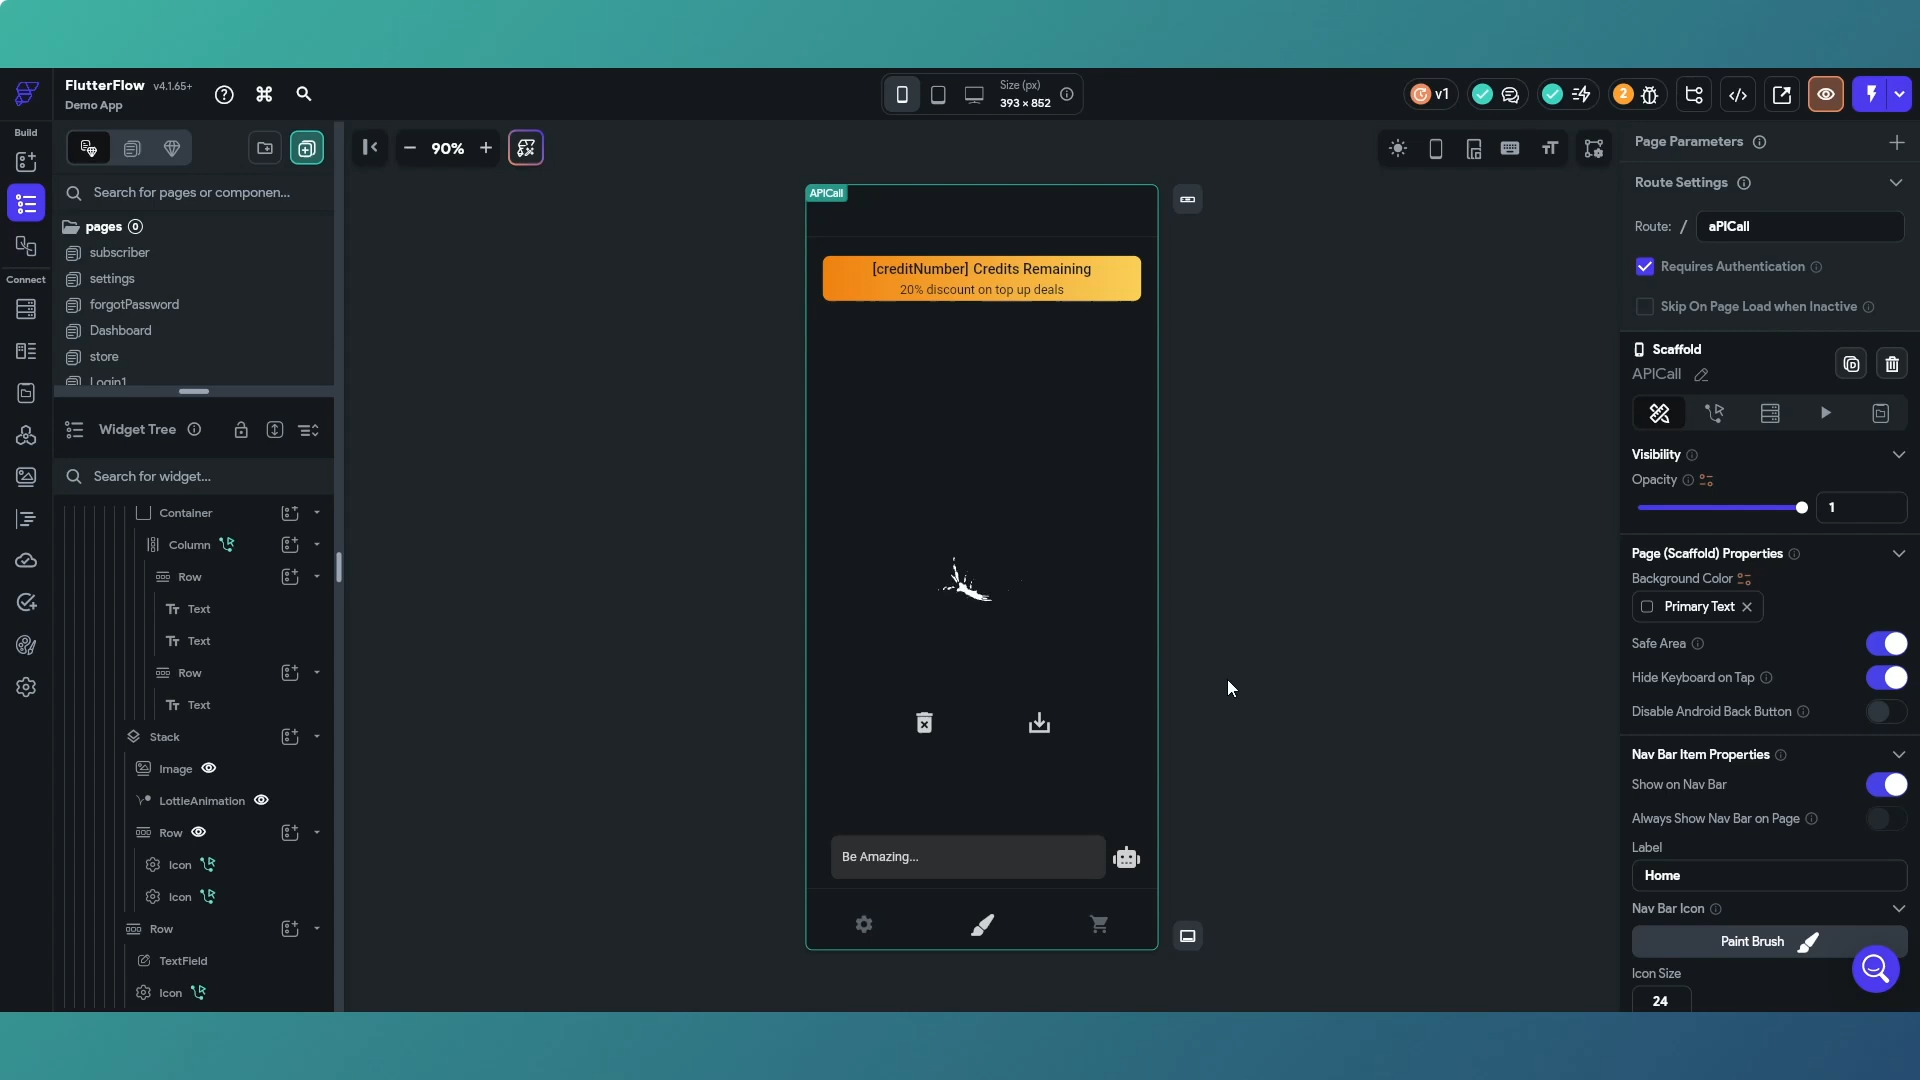 FlutterFlow v4.1.65+
Demo App
Size (px)
393 × 852
v1
2
Build
Connect
Search for pages or componen...
pages 0
subscriber
settings
forgotPassword
Dashboard
store
Login1
Widget Tree
Search for widget...
Container
Column
Row
Text
Text
Row
Text
Stack
Image
LottieAnimation
Row
Icon
Icon
Row
TextField
Icon
90%
APICall
[creditNumber] Credits Remaining
20% discount on top up deals
Be Amazing...
Page Parameters
Route Settings
Route: / aPICall
Requires Authentication
Skip On Page Load when Inactive
Scaffold
APICall
Visibility
Opacity
1
Page (Scaffold) Properties
Background Color
Primary Text
Safe Area
Hide Keyboard on Tap
Disable Android Back Button
Nav Bar Item Properties
Show on Nav Bar
Always Show Nav Bar on Page
Label
Home
Nav Bar Icon
Paint Brush
Icon Size
24